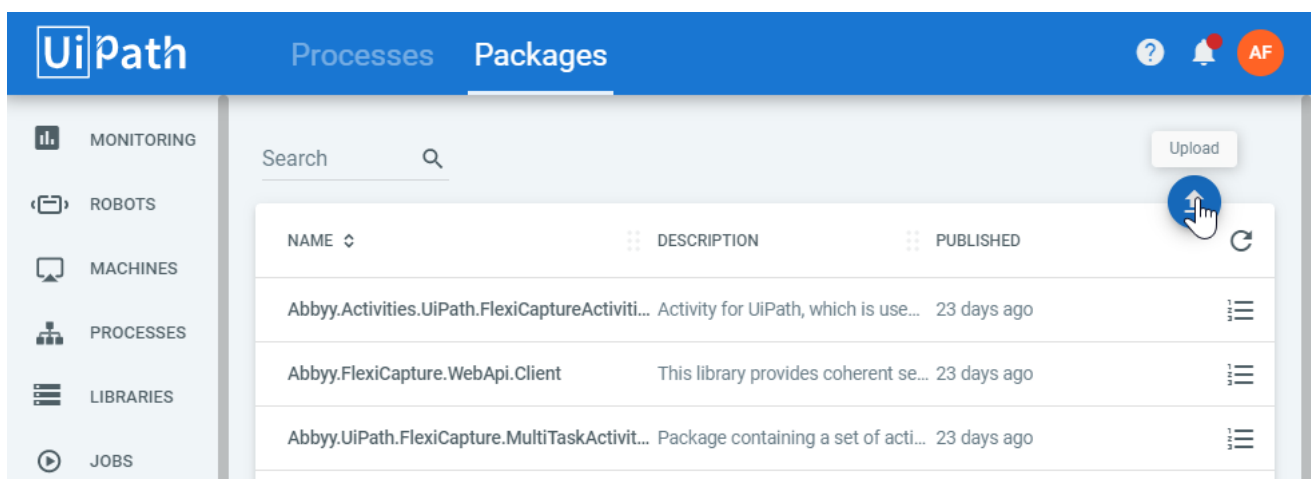 UiPath Processes Packages ? AF
MONITORING
Search
Upload
ROBOTS
NAME DESCRIPTION PUBLISHED
MACHINES
Abbyy.Activities.UiPath.FlexiCaptureActiviti... Activity for UiPath, which is use... 23 days ago
PROCESSES
Abbyy.FlexiCapture.WebApi.Client This library provides coherent se... 23 days ago
LIBRARIES
Abbyy.UiPath.FlexiCapture.MultiTaskActivit... Package containing a set of acti... 23 days ago
JOBS